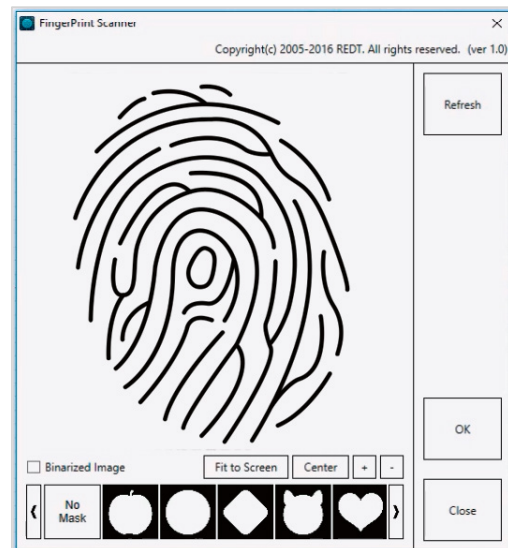 FingerPrint Scanner
Copyright(c) 2005-2016 REDT. All rights reserved. (ver 1.0)
Refresh
OK
Binarized Image
Fit to Screen
Center
+
-
No
Mask
Close